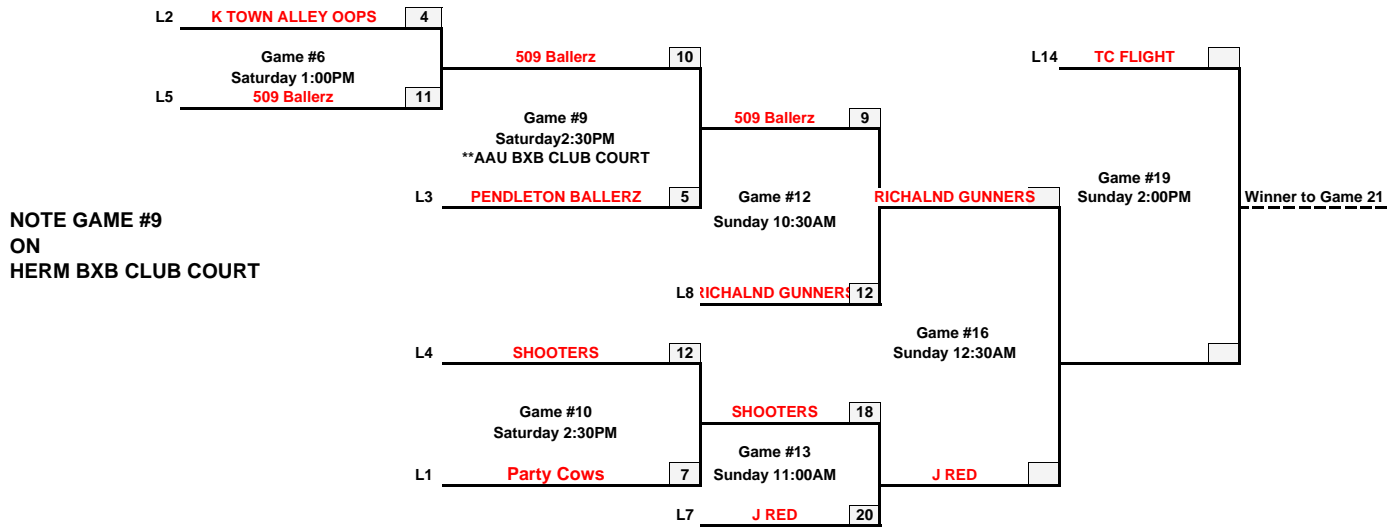 L2 K TOWN ALLEY OOPS 4
Game #6
Saturday 1:00PM
L5 509 Ballerz 11
509 Ballerz 10
Game #9
Saturday2:30PM
**AAU BXB CLUB COURT
L3 PENDLETON BALLERZ 5
NOTE GAME #9
ON
HERM BXB CLUB COURT
509 Ballerz 9
Game #12
Sunday 10:30AM
L8 RICHALND GUNNERS 12
L4 SHOOTERS 12
Game #10
Saturday 2:30PM
L1 Party Cows 7
SHOOTERS 18
Game #13
Sunday 11:00AM
L7 J RED 20
RICHALND GUNNERS
Game #16
Sunday 12:30AM
J RED
L14 TC FLIGHT
Game #19
Sunday 2:00PM
Winner to Game 21